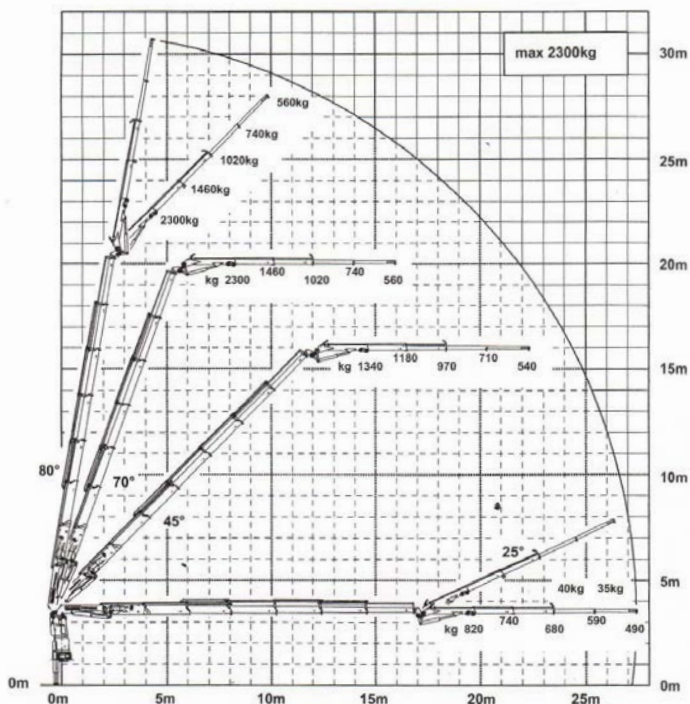 max 2300kg
30m
560kg
740kg
1020kg
1460kg
2300kg
25m
20m
kg 2300 1460 1020 740 560
15m
kg 1340 1180 970 710 540
80°
70°
10m
45°
25°
5m
40kg 35kg
kg 820 740 680 590 490
0m
0m
0m 5m 10m 15m 20m 25m